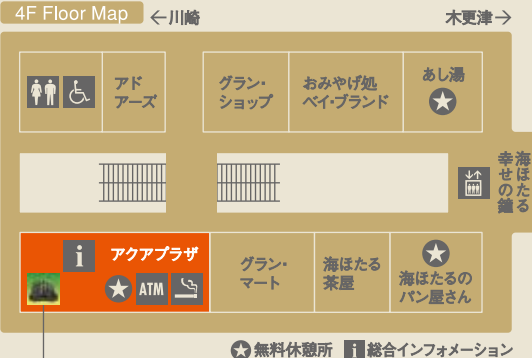 4F Floor Map
←川崎
木更津→
アド
アーズ
グラン・
ショップ
おみやげ処
ベイ・ブランド
あし湯
海ほたる
幸せの鐘
i
アクアプラザ
ATM
グラン・
マート
海ほたる
茶屋
海ほたるの
パン屋さん
無料休憩所
i 総合インフォメーション